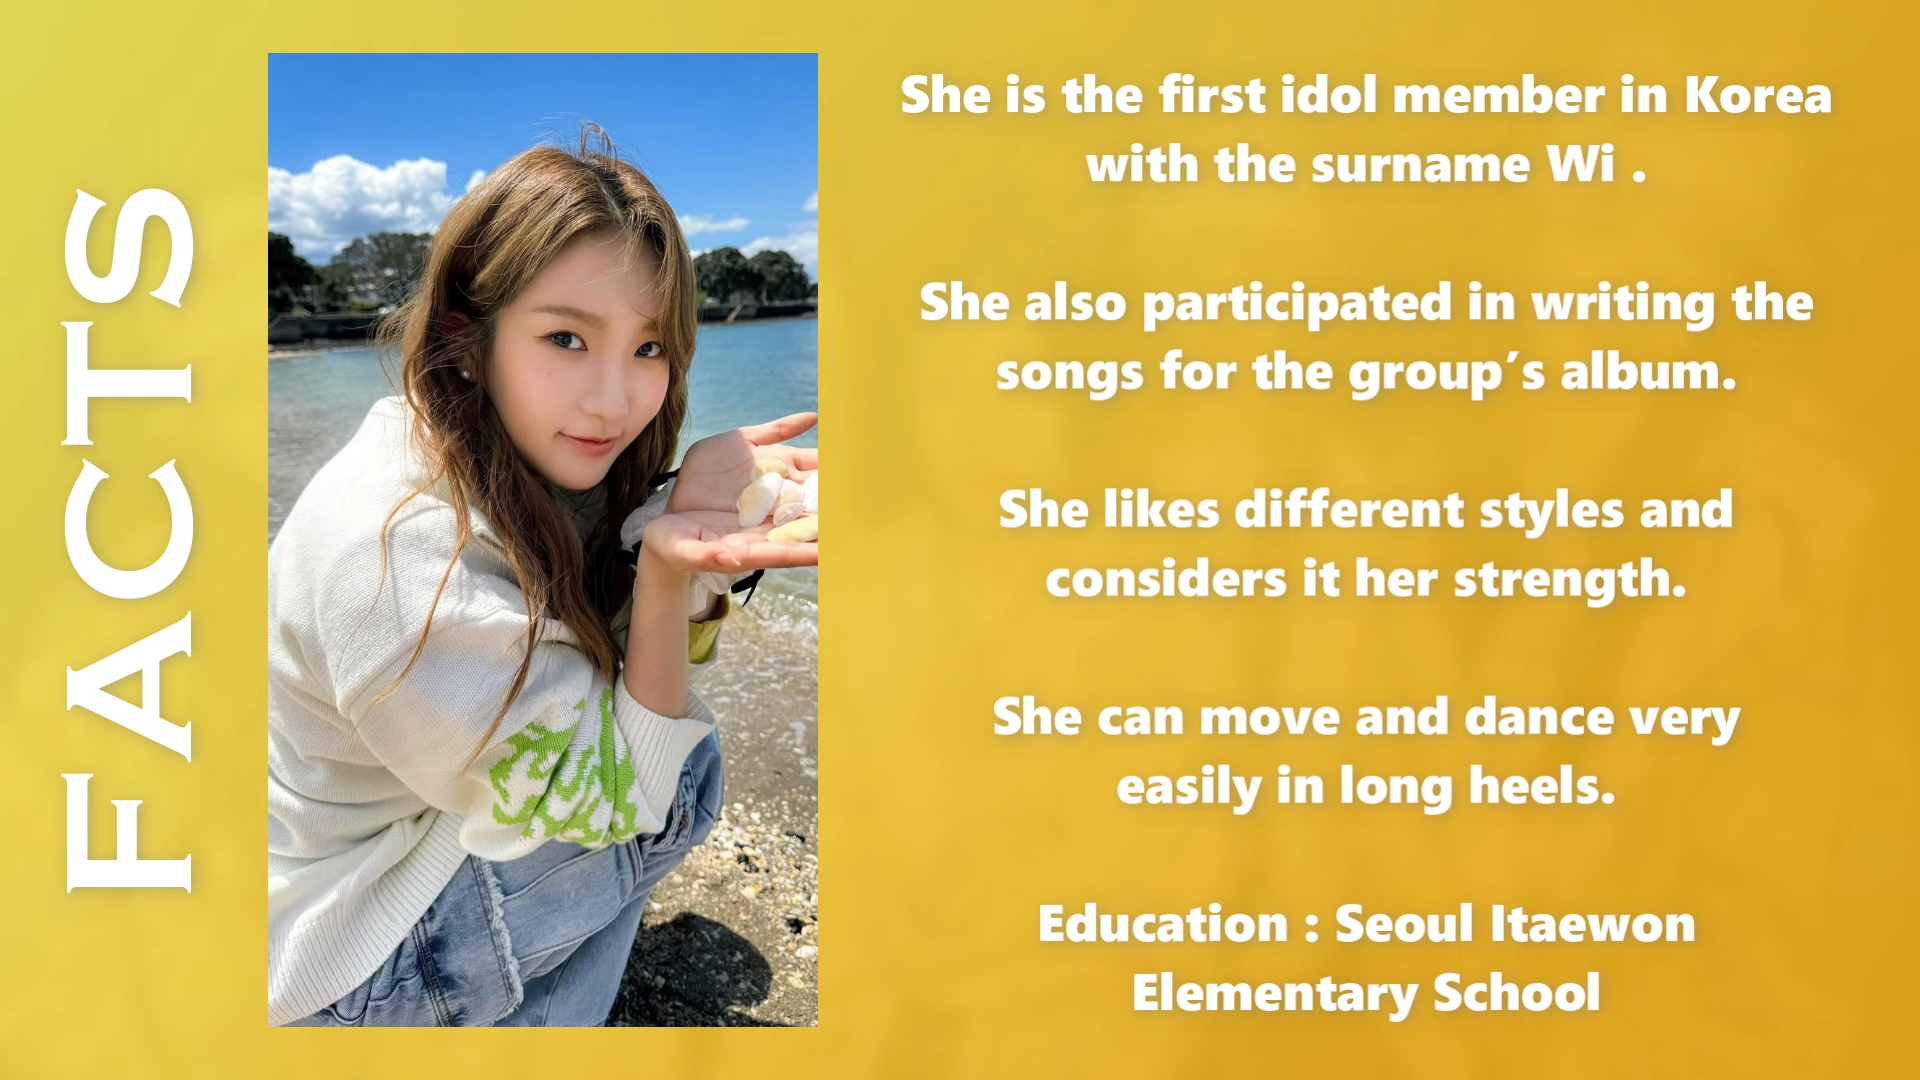 FACTS
She is the first idol member in Korea
with the surname Wi .
She also participated in writing the
songs for the group′s album.
She likes different styles and
considers it her strength.
She can move and dance very
easily in long heels.
Education : Seoul Itaewon
Elementary School